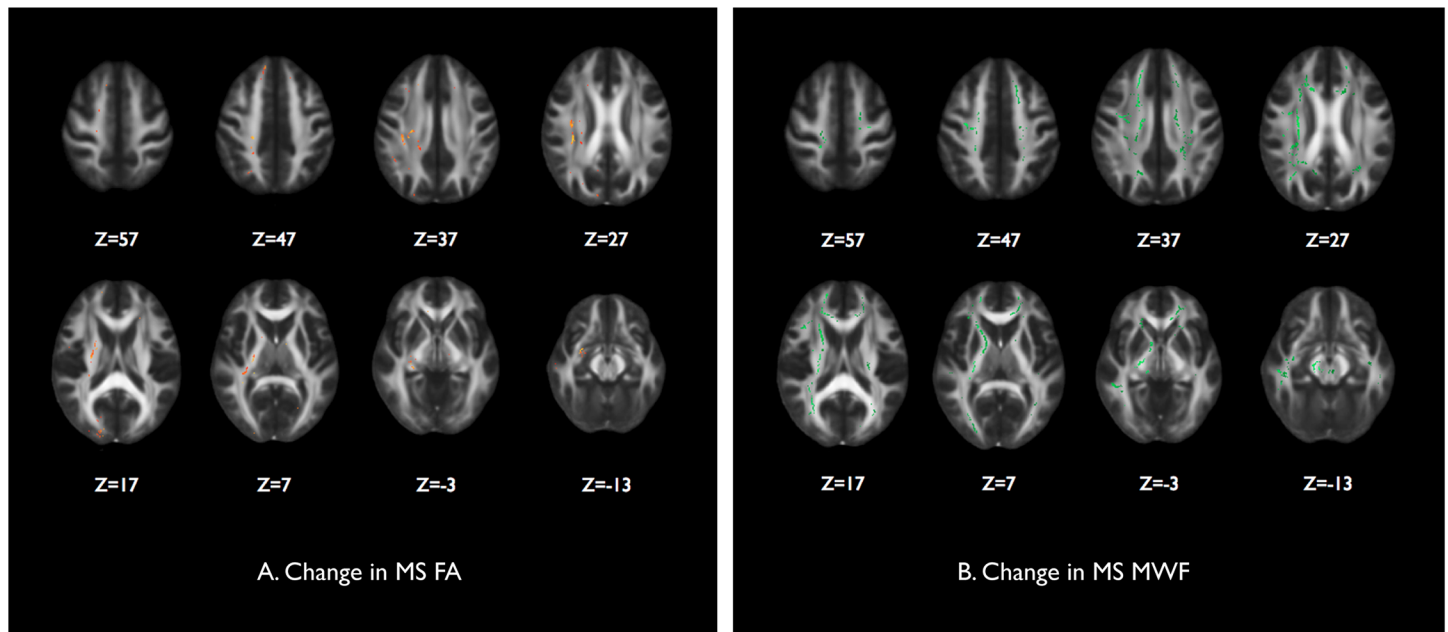 Z=57 Z=47 Z=37 Z=27
Z=17 Z=7 Z=-3 Z=-13
A. Change in MS FA
Z=57 Z=47 Z=37 Z=27
Z=17 Z=7 Z=-3 Z=-13
B. Change in MS MWF